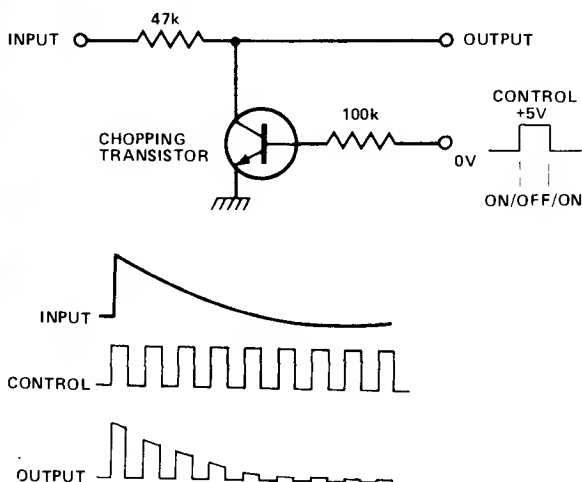 47k
INPUT
OUTPUT
100k
CONTROL
+5V
CHOPPING
TRANSISTOR
0V
ON/OFF/ON
INPUT
CONTROL
OUTPUT